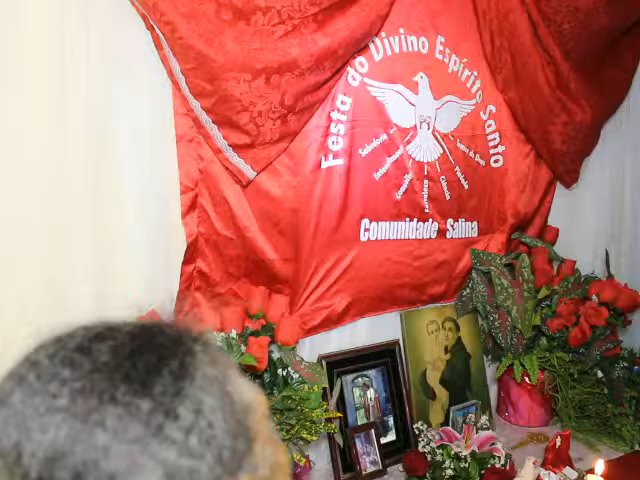 Festa do Divino Espírito Santo
Sabedoria
Entendimento
Conselho
Fortaleza
Ciência
Piedade
Temor de Deus
Comunidade Salina